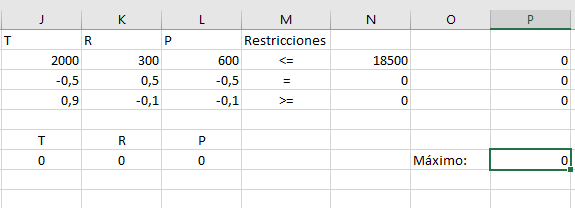 J K L M N O P
T R P Restricciones
2000 300 600 <= 18500 0
-0,5 0,5 -0,5 = 0 0
0,9 -0,1 -0,1 >= 0 0
T R P
0 0 0 Máximo: 0